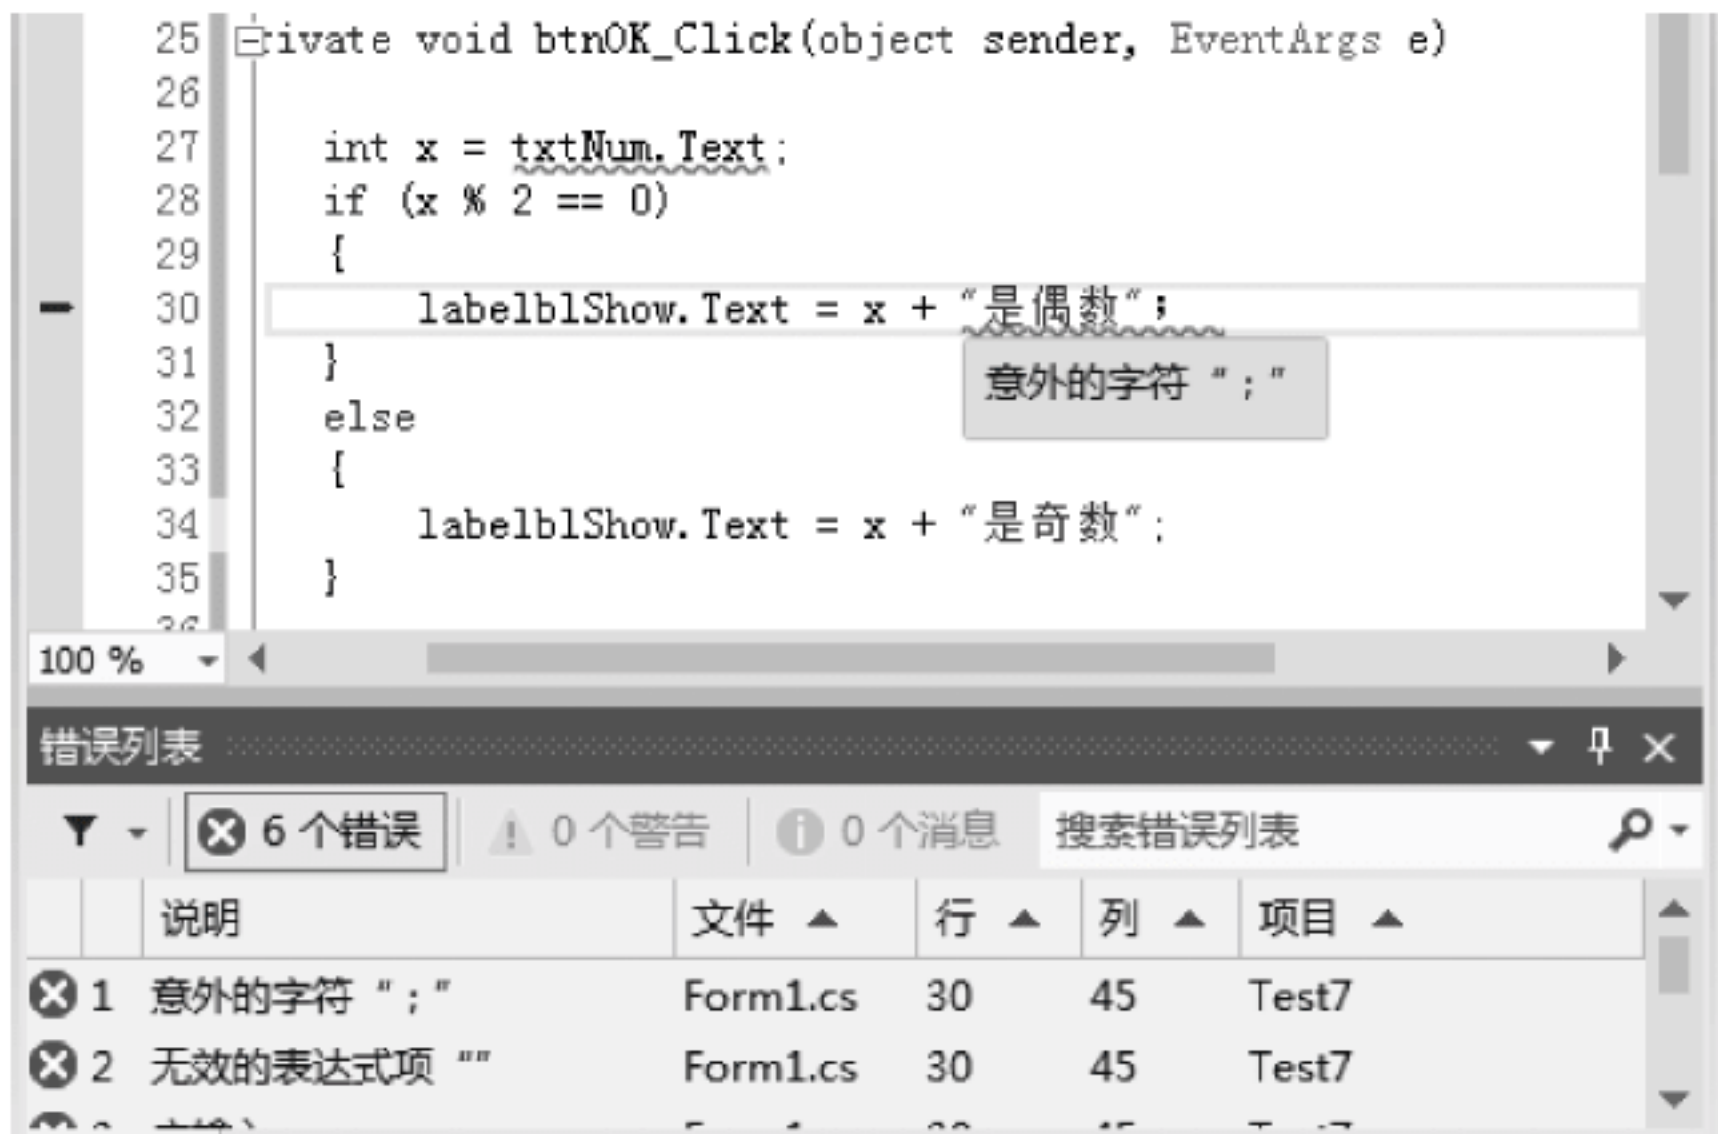 25 rivate void btnOK_Click(object sender, EventArgs e)
26
27 int x = txtNum.Text;
28 if (x % 2 == 0)
29 {
30 labelblShow.Text = x + "是偶数";
31 }
意外的字符 ";"
32 else
33 {
34 labelblShow.Text = x + "是奇数";
35 }
36
100 %
错误列表
6 个错误 0 个警告 0 个消息 搜索错误列表
说明 文件 行 列 项目
1 意外的字符 ";" Form1.cs 30 45 Test7
2 无效的表达式项 "" Form1.cs 30 45 Test7